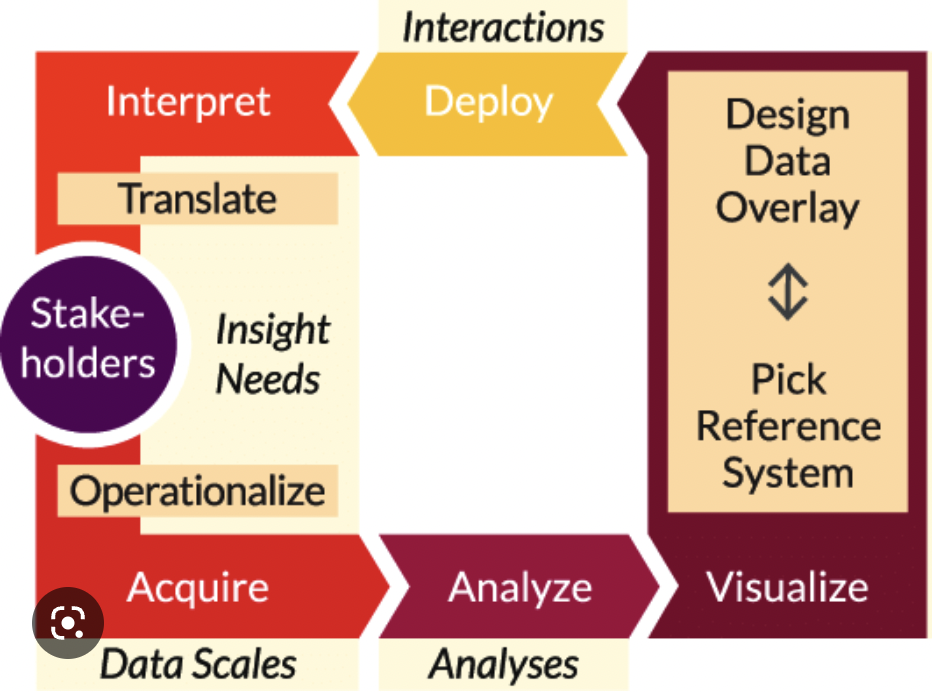 Interactions
Interpret
Deploy
Design
Data
Overlay
Translate
Stake-
holders
Insight
Needs
Pick
Reference
System
Operationalize
Acquire
Analyze
Visualize
Data Scales
Analyses